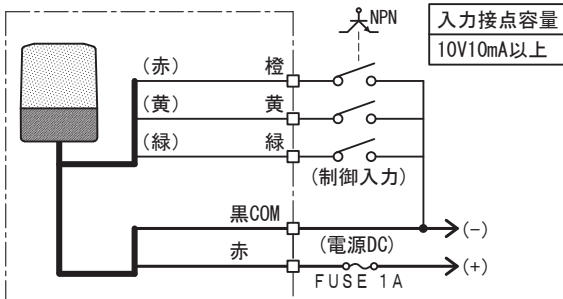 NPN
入力接点容量
10V10mA以上
(赤) 橙
(黄) 黄
(緑) 緑
(制御入力)
黒COM
(-)
赤
(電源DC)
(+)
FUSE 1A